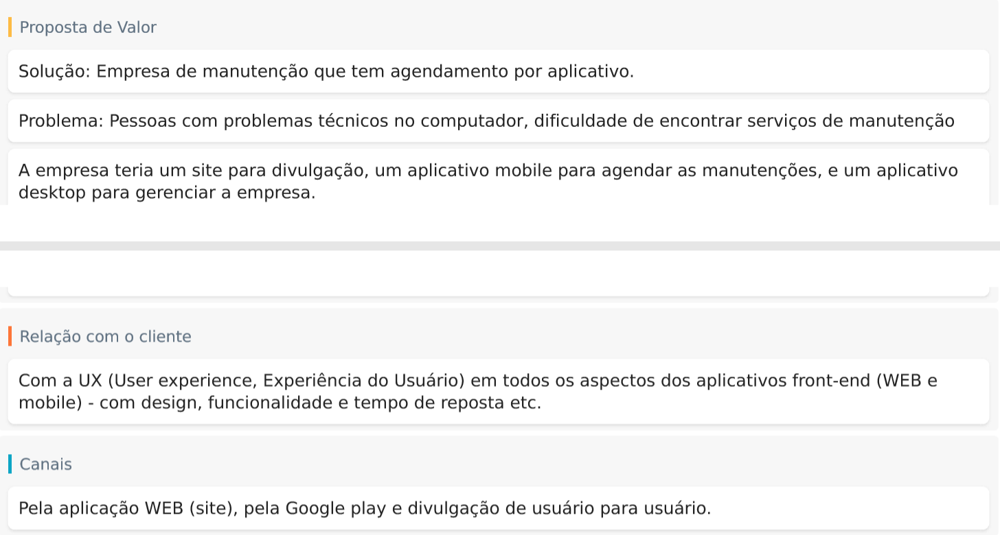 Proposta de Valor
Solução: Empresa de manutenção que tem agendamento por aplicativo.
Problema: Pessoas com problemas técnicos no computador, dificuldade de encontrar serviços de manutenção
A empresa teria um site para divulgação, um aplicativo mobile para agendar as manutenções, e um aplicativo
desktop para gerenciar a empresa.
Relação com o cliente
Com a UX (User experience, Experiência do Usuário) em todos os aspectos dos aplicativos front-end (WEB e
mobile) - com design, funcionalidade e tempo de reposta etc.
Canais
Pela aplicação WEB (site), pela Google play e divulgação de usuário para usuário.